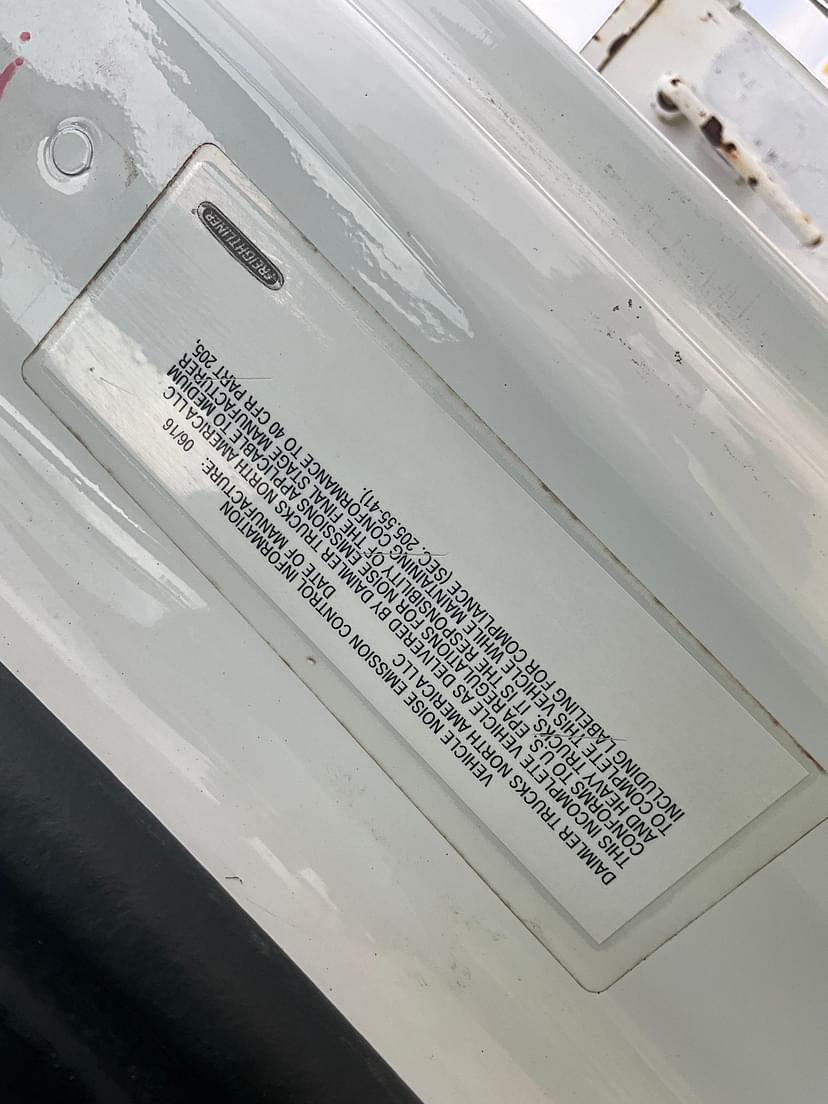 VEHICLE NOISE EMISSION CONTROL INFORMATION
DAIMLER TRUCKS NORTH AMERICA LLC DATE OF MANUFACTURE: 06/16
THIS INCOMPLETE VEHICLE AS DELIVERED BY DAIMLER TRUCKS NORTH AMERICA LLC
CONFORMS TO U.S. EPA REGULATIONS FOR NOISE EMISSIONS APPLICABLE TO MEDIUM
AND HEAVY TRUCKS. IT IS THE RESPONSIBILITY OF THE FINAL STAGE MANUFACTURER
TO COMPLETE THIS VEHICLE WHILE MAINTAINING CONFORMANCE TO 40 CFR PART 205,
INCLUDING LABELING FOR COMPLIANCE (SEC 205.55-41).
FREIGHTLINER